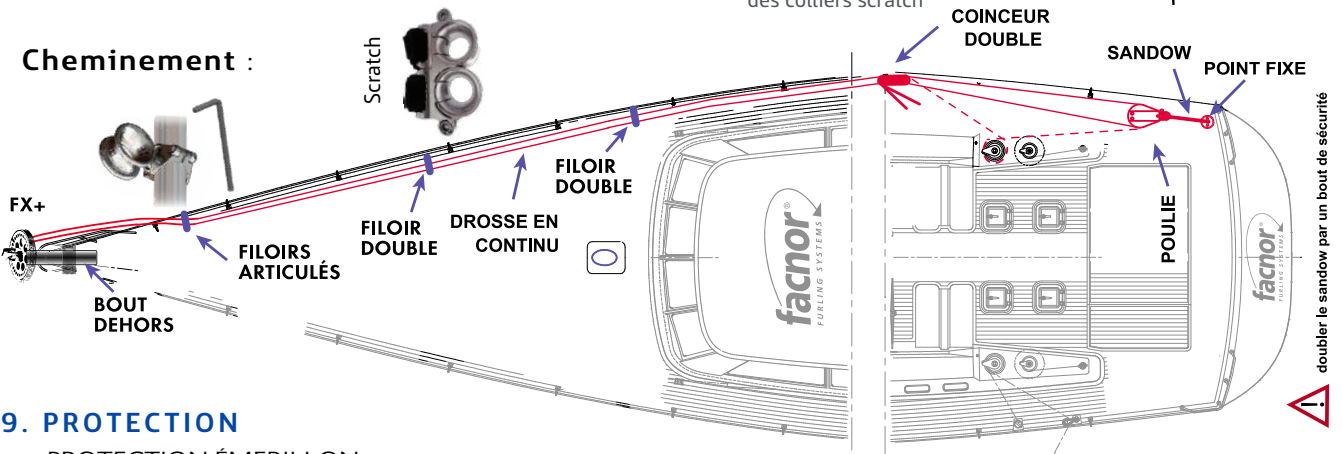 des colliers scratch
Cheminement :
Scratch
COINCEUR
DOUBLE
SANDOW
POINT FIXE
FX+
FILOIRS
ARTICULÉS
FILOIR
DOUBLE
DROSSE EN
CONTINU
FILOIR
DOUBLE
BOUT
DEHORS
POULIE
facnor®
FURLING SYSTEMS
facnor®
FURLING SYSTEMS
doubler le sandow par un bout de sécurité
9. PROTECTION
PROTECTION ÉMERILLON